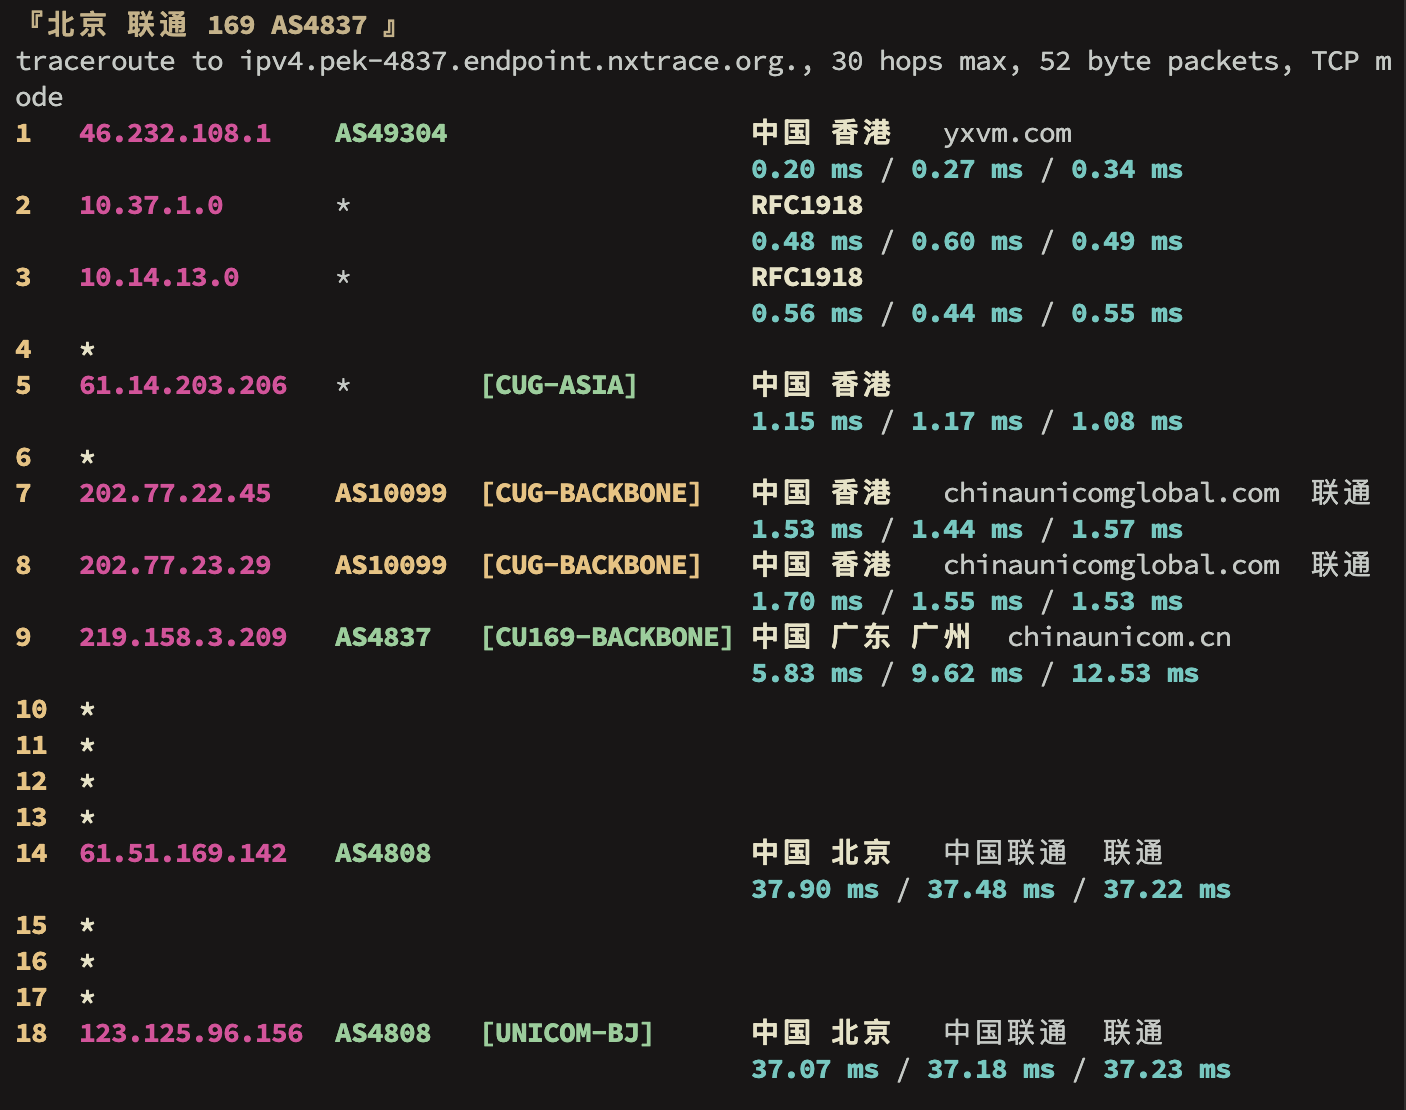 『北京 联通 169 AS4837 』
traceroute to ipv4.pek-4837.endpoint.nxtrace.org., 30 hops max, 52 byte packets, TCP m
ode
1 46.232.108.1 AS49304 中国 香港 yxvm.com
0.20 ms / 0.27 ms / 0.34 ms
2 10.37.1.0 * RFC1918
0.48 ms / 0.60 ms / 0.49 ms
3 10.14.13.0 * RFC1918
0.56 ms / 0.44 ms / 0.55 ms
4 *
5 61.14.203.206 * [CUG-ASIA] 中国 香港
1.15 ms / 1.17 ms / 1.08 ms
6 *
7 202.77.22.45 AS10099 [CUG-BACKBONE] 中国 香港 chinaunicomglobal.com 联通
1.53 ms / 1.44 ms / 1.57 ms
8 202.77.23.29 AS10099 [CUG-BACKBONE] 中国 香港 chinaunicomglobal.com 联通
1.70 ms / 1.55 ms / 1.53 ms
9 219.158.3.209 AS4837 [CU169-BACKBONE] 中国 广东 广州 chinaunicom.cn
5.83 ms / 9.62 ms / 12.53 ms
10 *
11 *
12 *
13 *
14 61.51.169.142 AS4808 中国 北京 中国联通 联通
37.90 ms / 37.48 ms / 37.22 ms
15 *
16 *
17 *
18 123.125.96.156 AS4808 [UNICOM-BJ] 中国 北京 中国联通 联通
37.07 ms / 37.18 ms / 37.23 ms